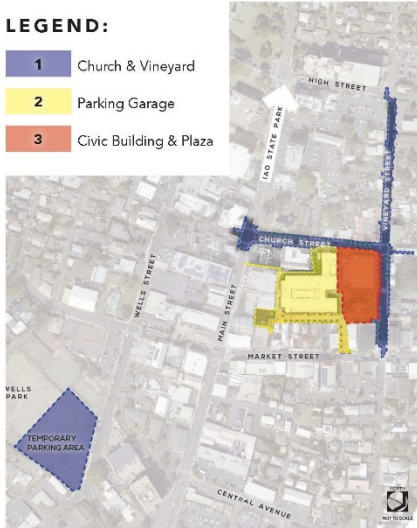 LEGEND:
1 Church & Vineyard
2 Parking Garage
3 Civic Building & Plaza
HIGH STREET
IAO STATE PARK
VINEYARD STREET
CHURCH STREET
WELLS STREET
MAIN STREET
MARKET STREET
WELLS
PARK
TEMPORARY
PARKING AREA
CENTRAL AVENUE
NORTH
NOT TO SCALE